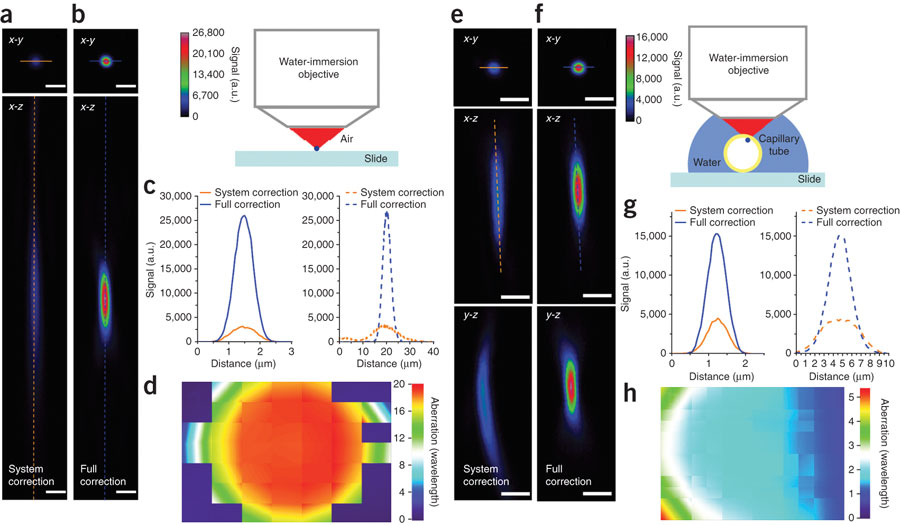 a
x-y
x-z
System
correction
b
x-y
x-z
Full
correction
26,800
20,100
13,400
6,700
0
Signal (a.u.)
Water-immersion
objective
Air
Slide
c
System correction
Full correction
System correction
Full correction
30,000
25,000
20,000
15,000
10,000
5,000
0
Signal (a.u.)
0
1
2
3
Distance (μm)
30,000
25,000
20,000
15,000
10,000
5,000
0
0
10
20
30
40
Distance (μm)
d
20
16
12
8
4
0
Aberration (wavelength)
e
x-y
x-z
y-z
System
correction
f
x-y
x-z
y-z
Full
correction
16,000
12,000
8,000
4,000
0
Signal (a.u.)
Water-immersion
objective
Capillary
tube
Water
Slide
g
System correction
Full correction
System correction
Full correction
15,000
10,000
5,000
0
Signal (a.u.)
0
1
2
Distance (μm)
15,000
10,000
5,000
0
0 1 2 3 4 5 6 7 8 9 10
Distance (μm)
h
5
4
3
2
1
0
Aberration (wavelength)